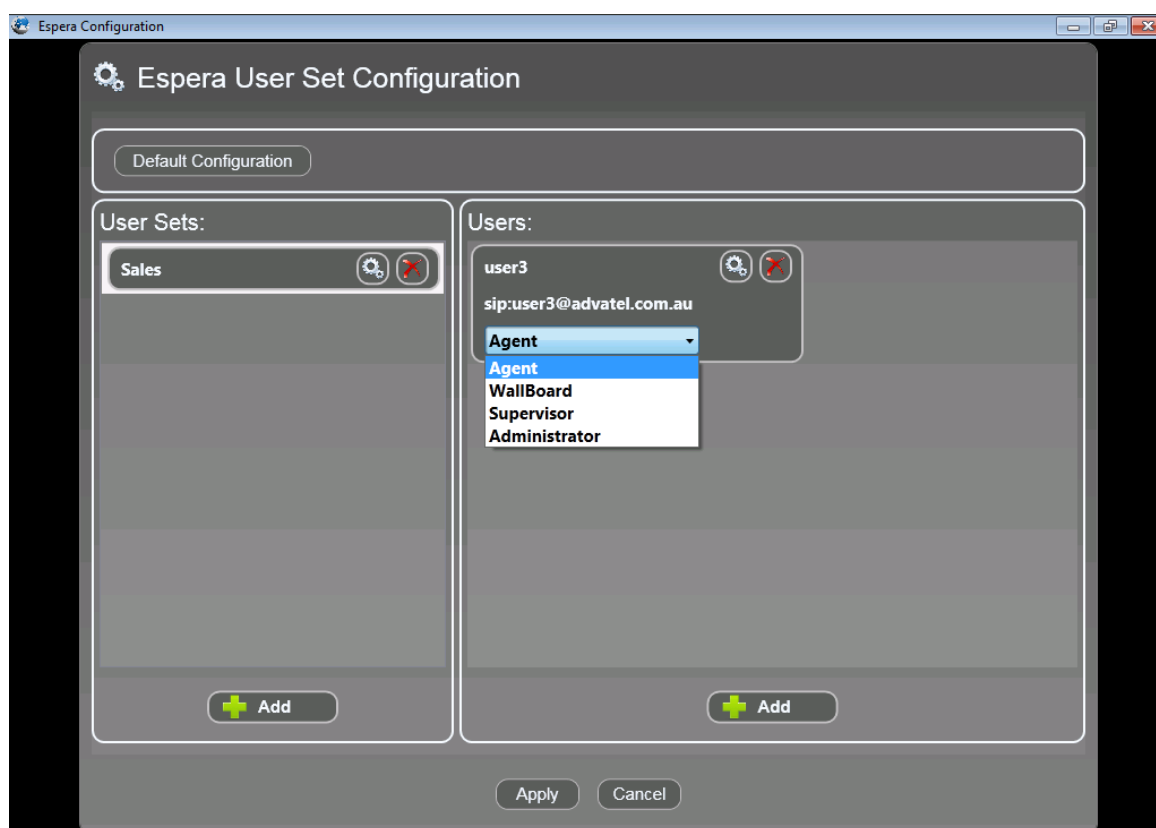 Espera Configuration
Espera User Set Configuration
Default Configuration
User Sets:
Sales
Add
Users:
user3
sip:user3@advatel.com.au
Agent
Agent
WallBoard
Supervisor
Administrator
Add
Apply
Cancel